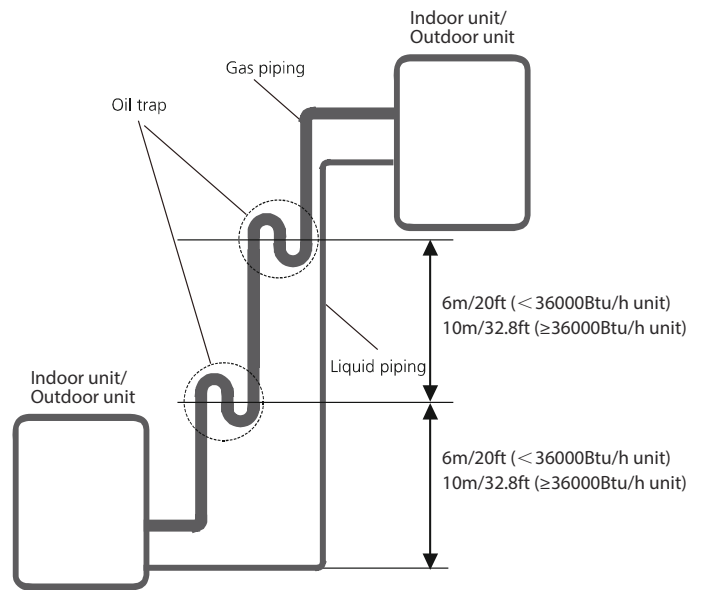 Indoor unit/
Outdoor unit
Gas piping
Oil trap
6m/20ft (＜36000Btu/h unit)
10m/32.8ft (≥36000Btu/h unit)
Liquid piping
Indoor unit/
Outdoor unit
6m/20ft (＜36000Btu/h unit)
10m/32.8ft (≥36000Btu/h unit)